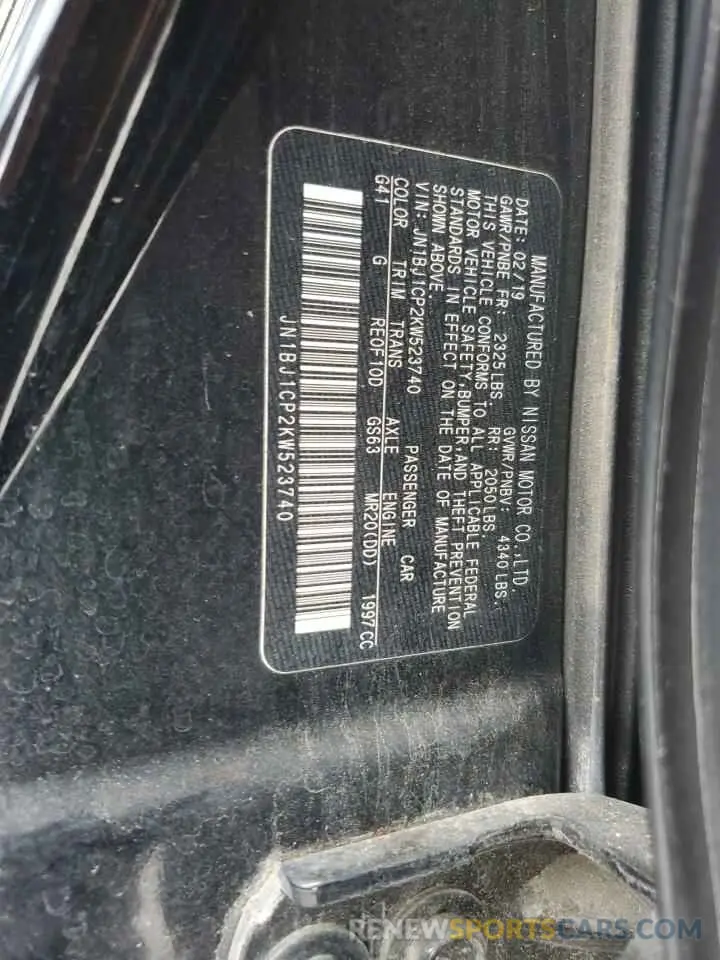 MANUFACTURED BY NISSAN MOTOR CO.,LTD.
DATE: 02/19 GVWR/PNBV: 4340LBS.
GAWR/PNBE FR: 2325LBS. RR: 2050LBS.
THIS VEHICLE CONFORMS TO ALL APPLICABLE FEDERAL
MOTOR VEHICLE SAFETY,BUMPER,AND THEFT PREVENTION
STANDARDS IN EFFECT ON THE DATE OF MANUFACTURE
SHOWN ABOVE.
VIN: JN1BJ1CP2KW523740 PASSENGER CAR
COLOR TRIM TRANS AXLE ENGINE
G41 G RE0F10D GS63 MR20(DD) 1997CC
JN1BJ1CP2KW523740
RENEWSPORTSCARS.COM